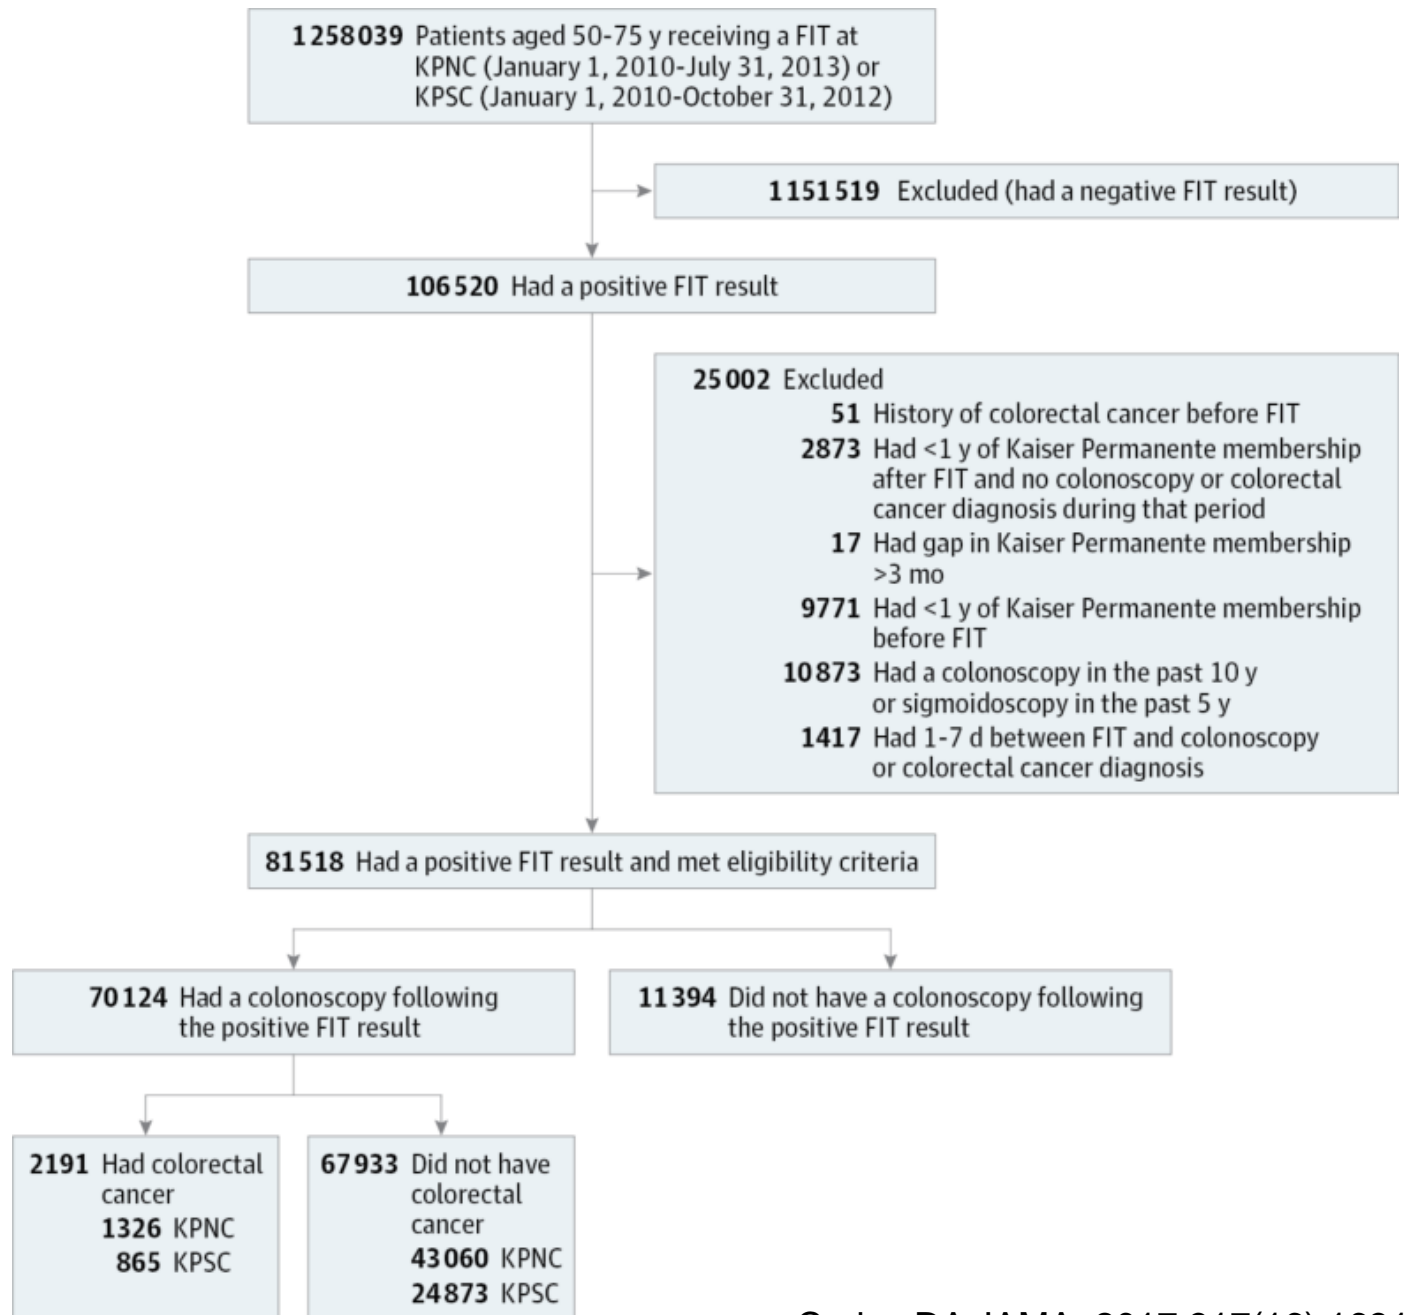 1258039 Patients aged 50-75 y receiving a FIT at
KPNC (January 1, 2010-July 31, 2013) or
KPSC (January 1, 2010-October 31, 2012)
1151519 Excluded (had a negative FIT result)
106520 Had a positive FIT result
25002 Excluded
51 History of colorectal cancer before FIT
2873 Had <1 y of Kaiser Permanente membership
after FIT and no colonoscopy or colorectal
cancer diagnosis during that period
17 Had gap in Kaiser Permanente membership
>3 mo
9771 Had <1 y of Kaiser Permanente membership
before FIT
10873 Had a colonoscopy in the past 10 y
or sigmoidoscopy in the past 5 y
1417 Had 1-7 d between FIT and colonoscopy
or colorectal cancer diagnosis
81518 Had a positive FIT result and met eligibility criteria
70124 Had a colonoscopy following
the positive FIT result
11394 Did not have a colonoscopy following
the positive FIT result
2191 Had colorectal
cancer
1326 KPNC
865 KPSC
67933 Did not have
colorectal
cancer
43060 KPNC
24873 KPSC